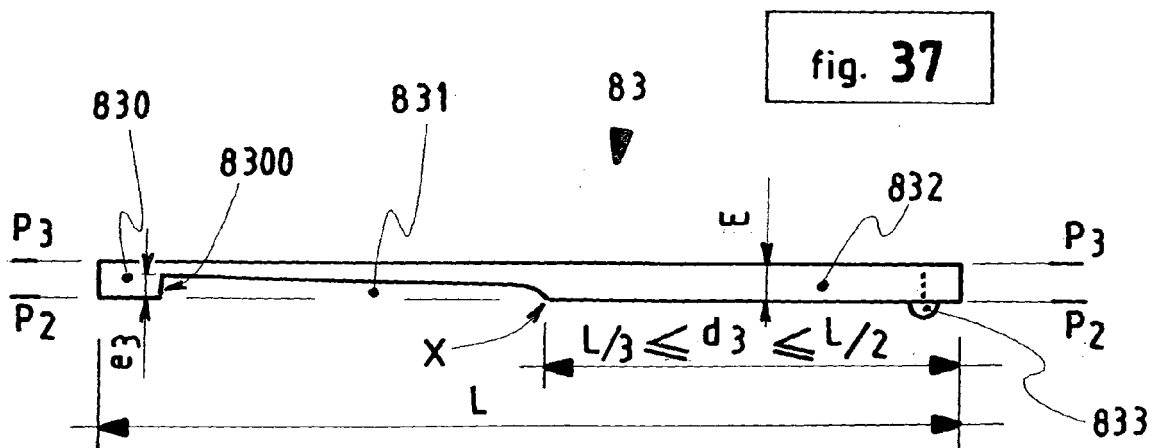 fig. 37
83
830
831
8300
832
E
P3
P3
P2
P2
e3
X
L/3 ≤ d3 ≤ L/2
L
833